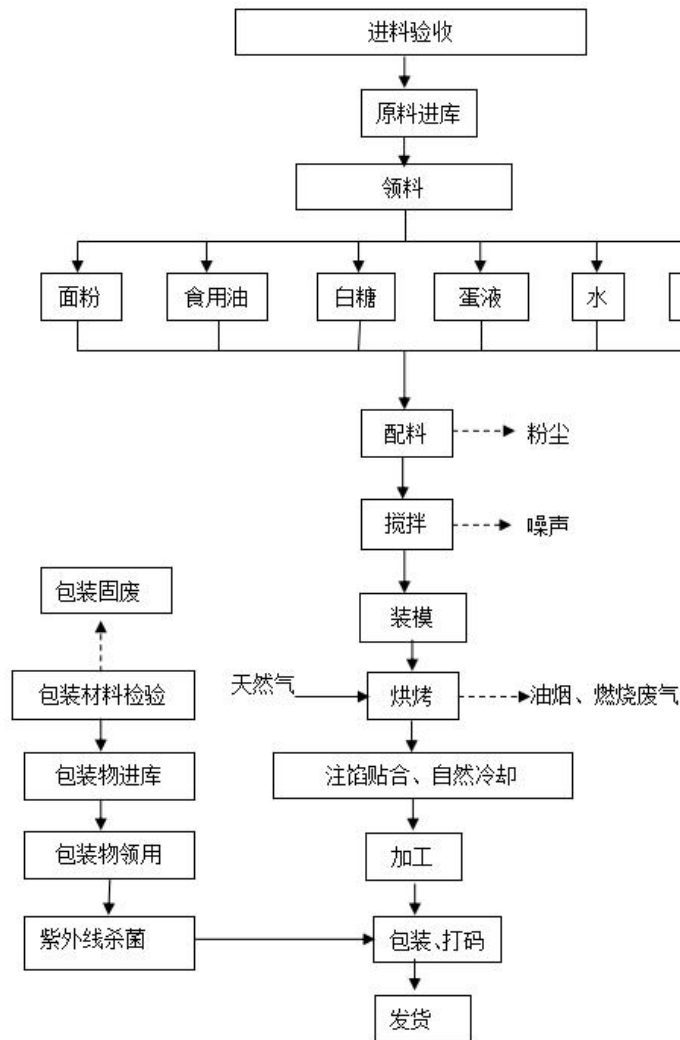 进料验收
原料进库
领料
面粉 食用油 白糖 蛋液 水
配料 粉尘
搅拌 噪声
包装固废
装模
包装材料检验 天然气 烘烤 油烟、燃烧废气
包装物进库 注馅贴合、自然冷却
包装物领用 加工
紫外线杀菌 包装、打码
发货